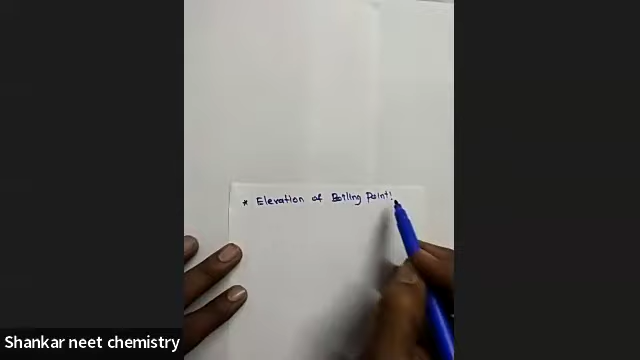 * Elevation of Boiling Point:
Shankar neet chemistry